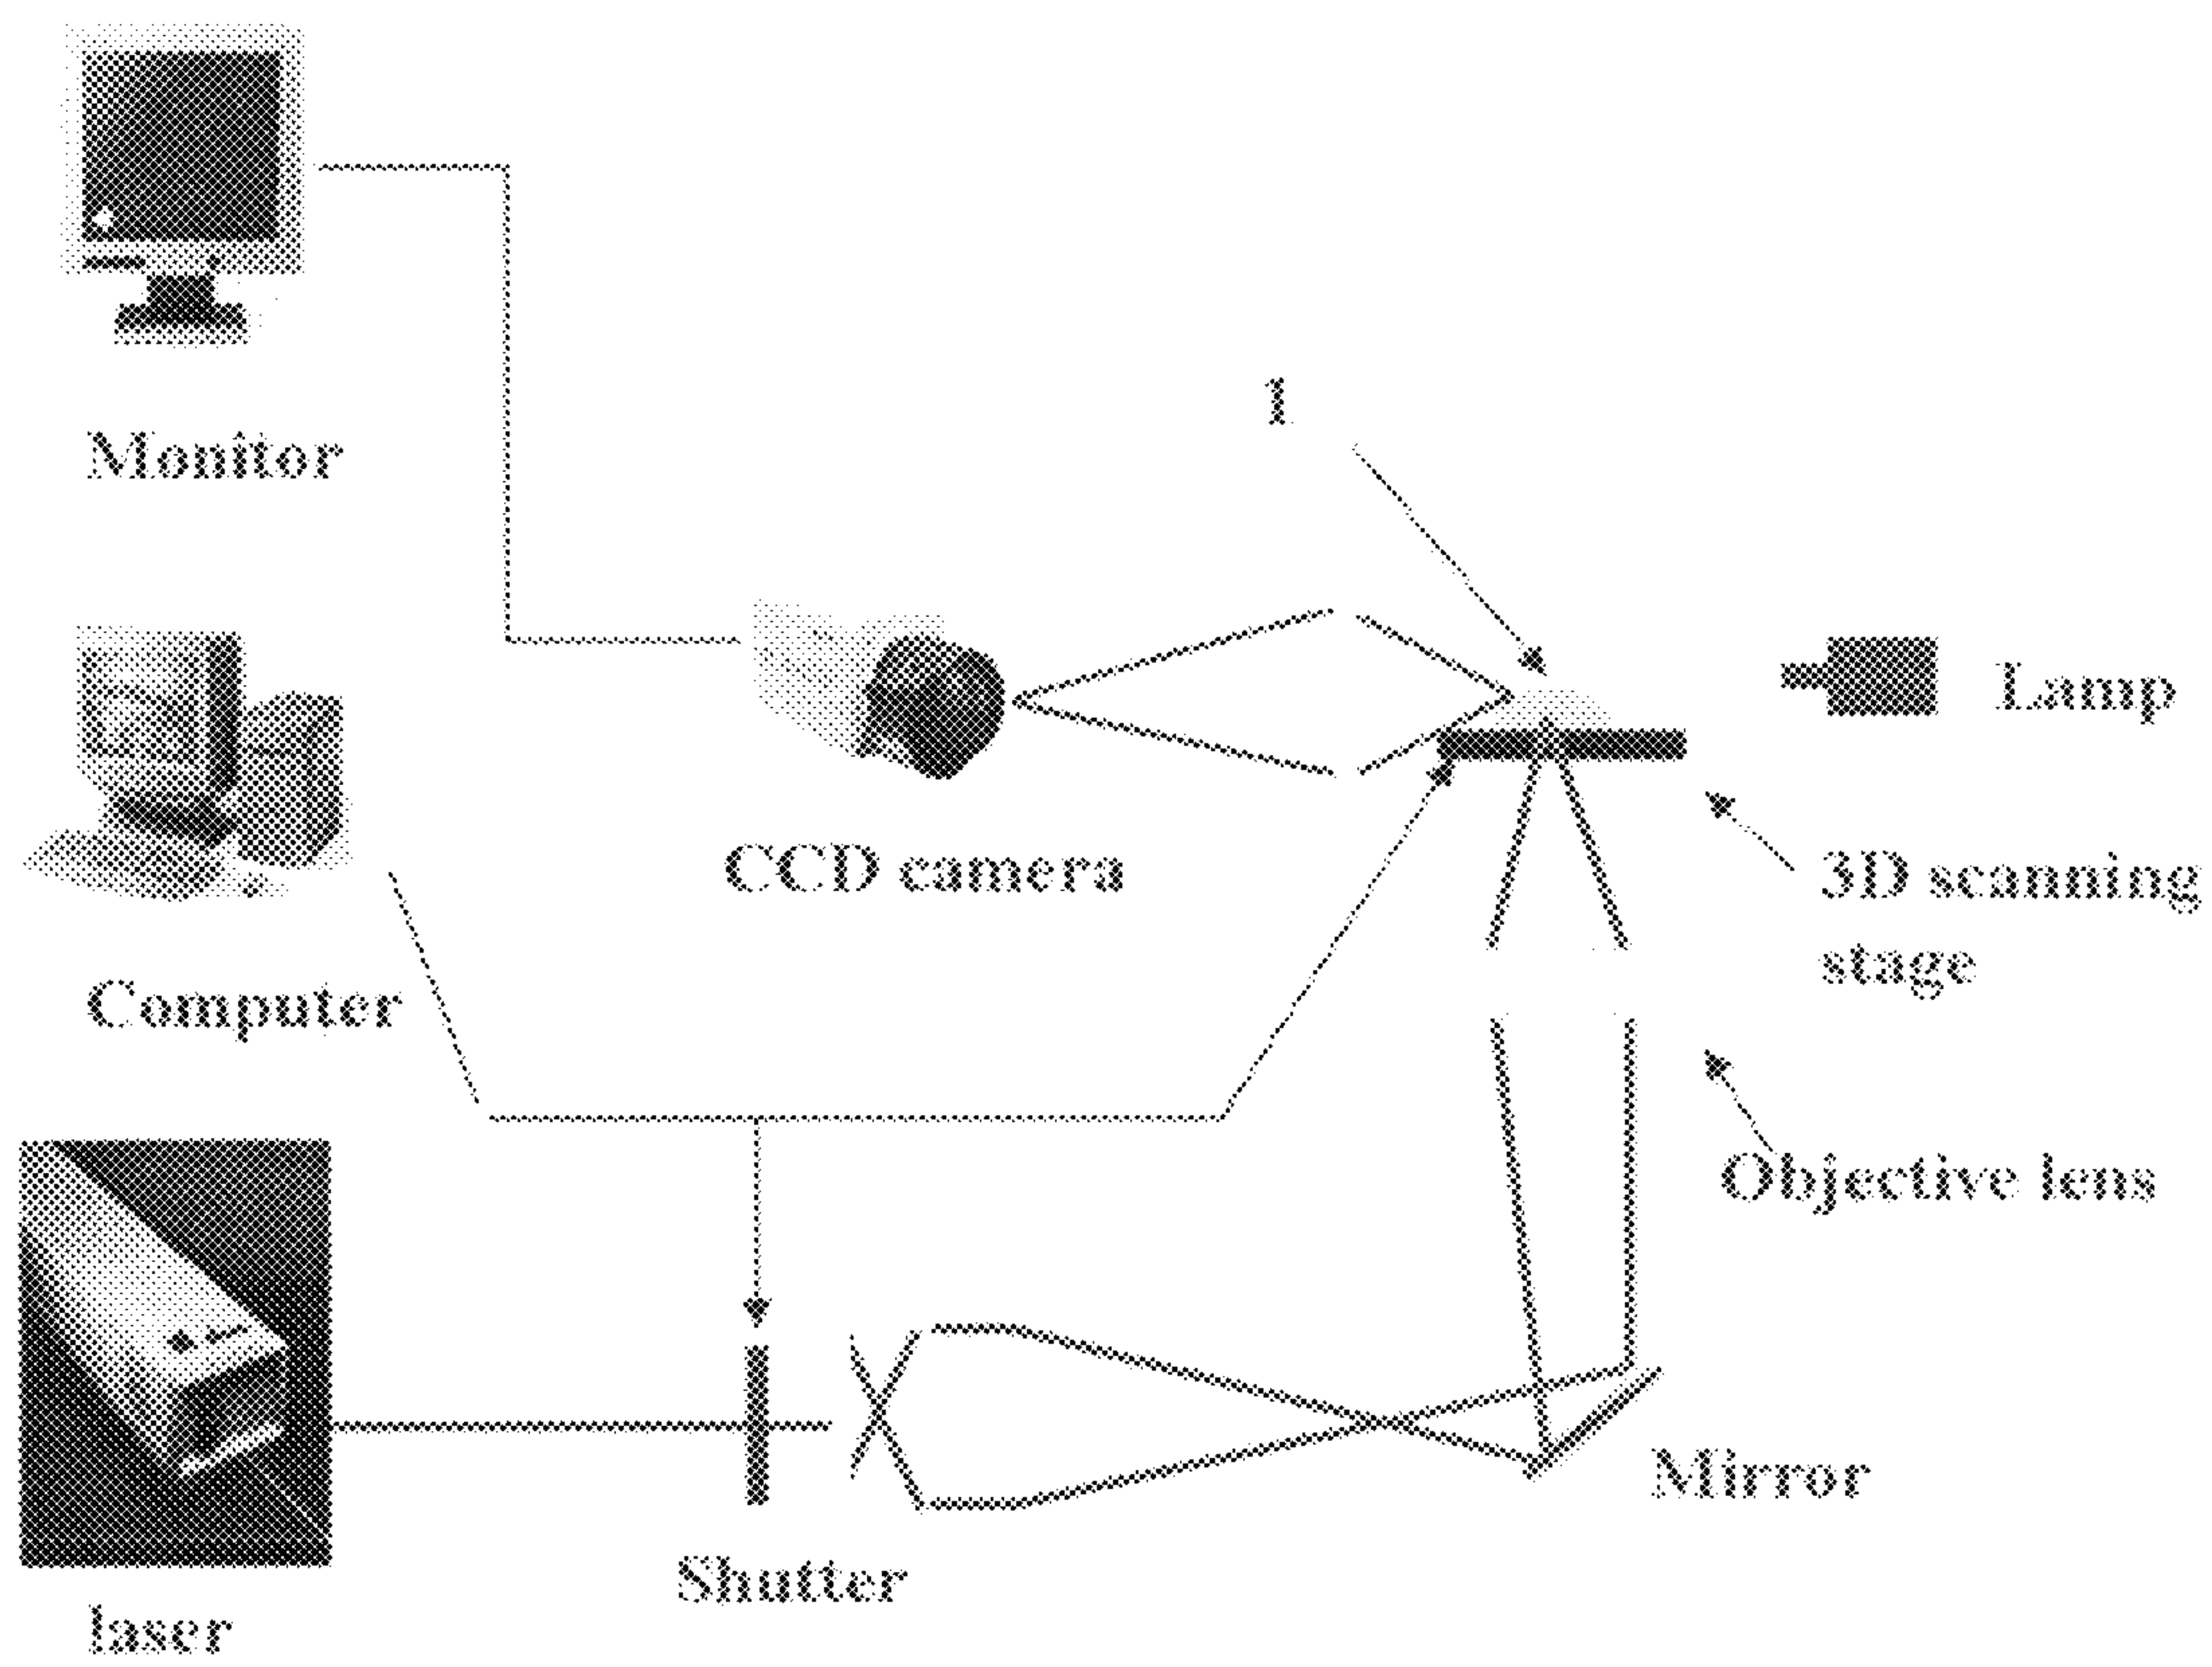 Monitor
1
Lamp
CCD camera
3D scanning
stage
Computer
Objective lens
Mirror
Shutter
laser